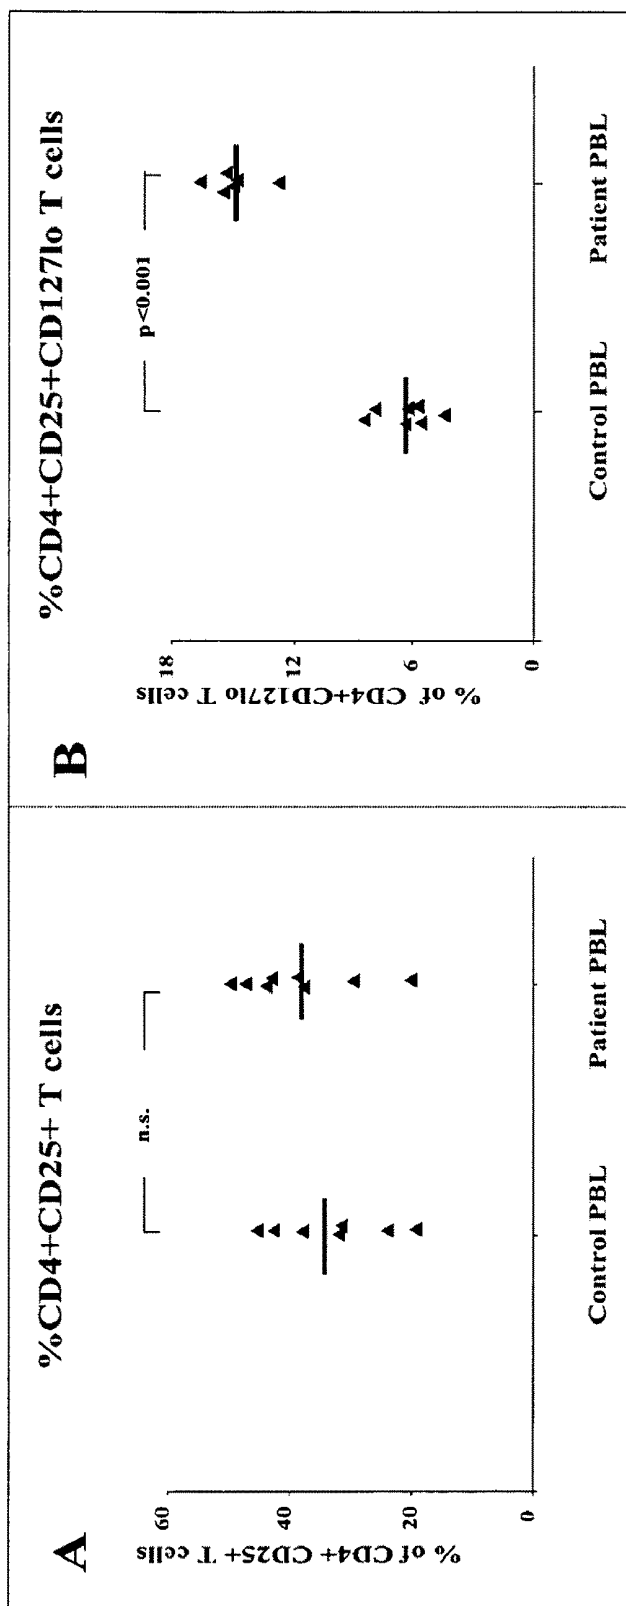 A
%CD4+CD25+ T cells
n.s.
% of CD4+ CD25+ T cells
60
40
20
0
Control PBL
Patient PBL
B
%CD4+CD25+CD127lo T cells
p<0.001
% of CD4+CD127lo T cells
18
12
6
0
Control PBL
Patient PBL